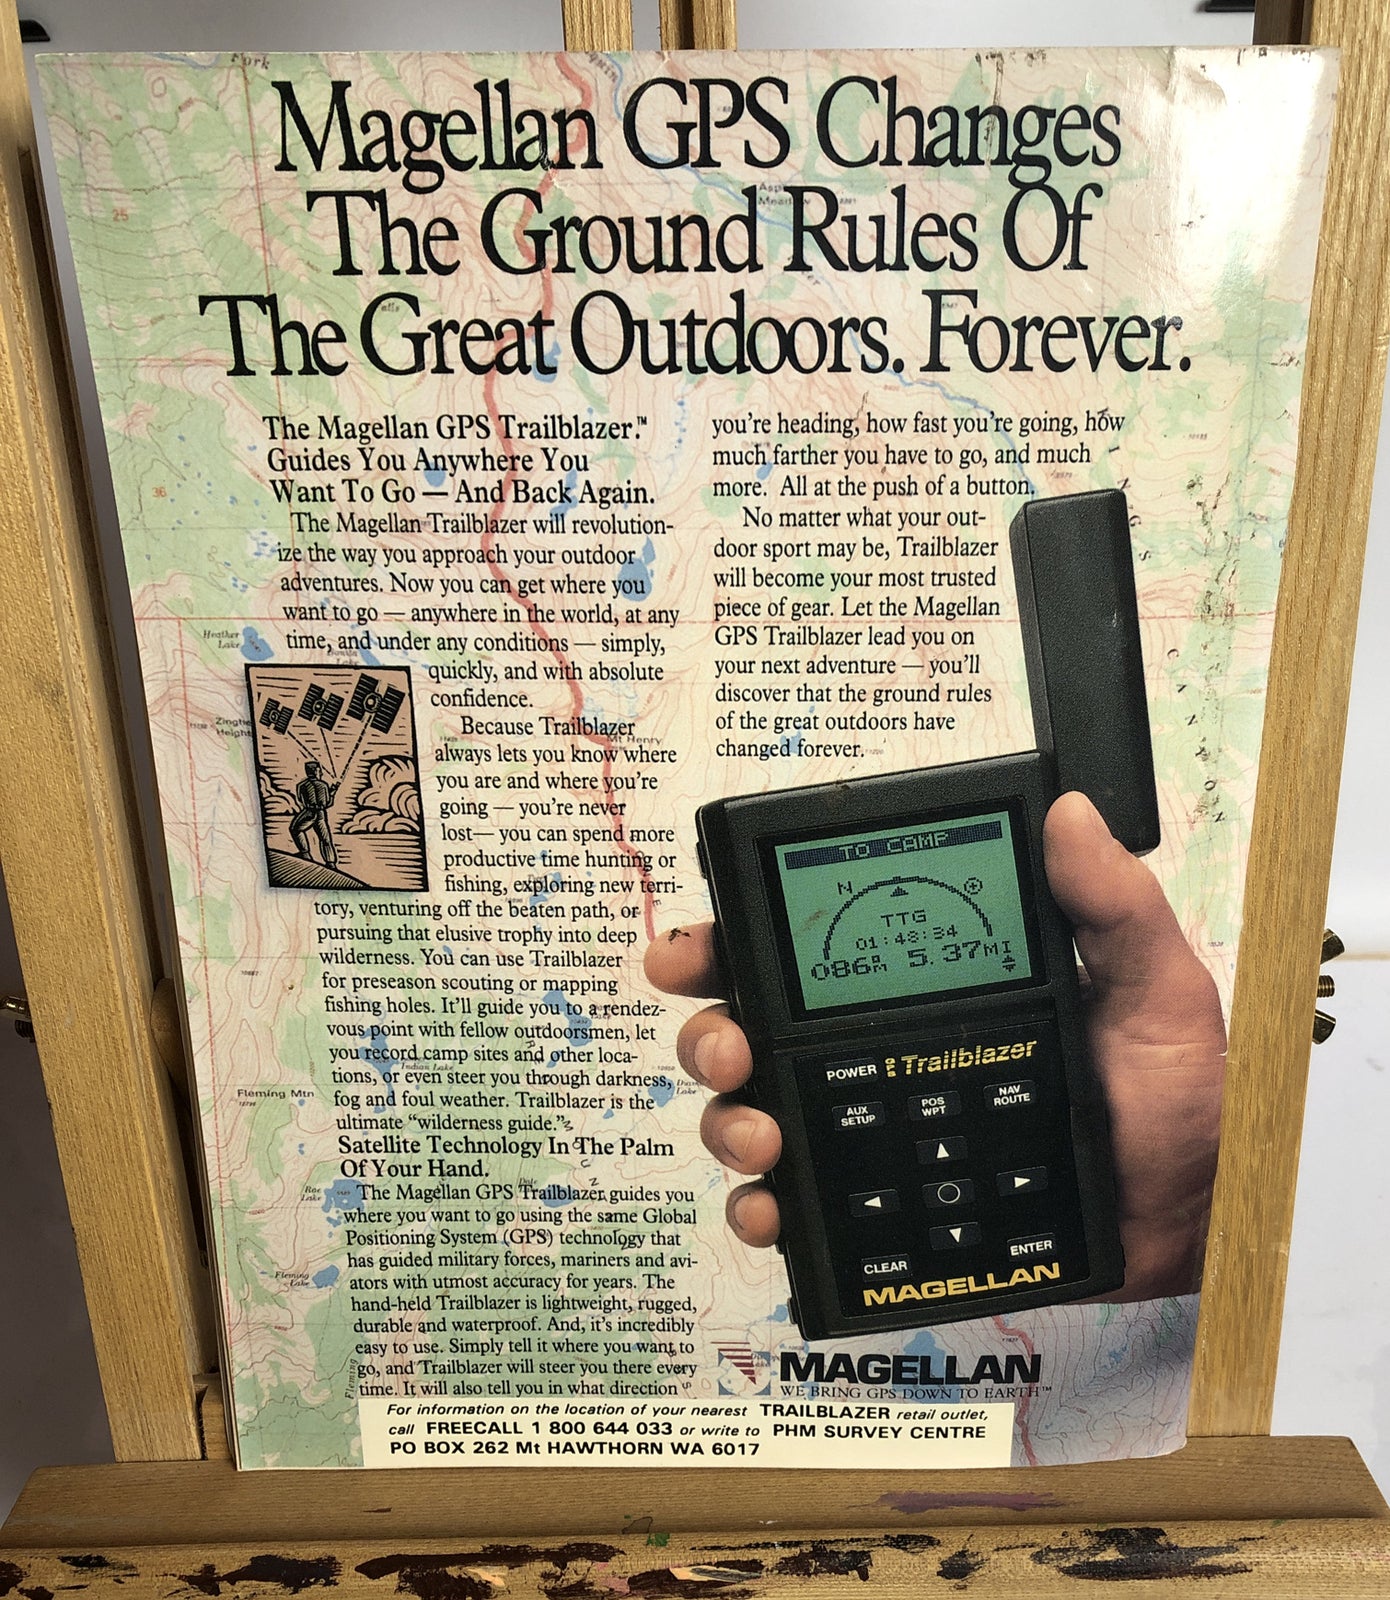 Magellan GPS Changes
The Ground Rules Of
The Great Outdoors. Forever.
The Magellan GPS Trailblazer.™
Guides You Anywhere You
Want To Go — And Back Again.
The Magellan Trailblazer will revolution-
ize the way you approach your outdoor
adventures. Now you can get where you
want to go — anywhere in the world, at any
time, and under any conditions — simply,
quickly, and with absolute
confidence.
Because Trailblazer
always lets you know where
you are and where you're
going — you're never
lost— you can spend more
productive time hunting or
fishing, exploring new terri-
tory, venturing off the beaten path, or
pursuing that elusive trophy into deep
wilderness. You can use Trailblazer
for preseason scouting or mapping
fishing holes. It'll guide you to a rendez-
vous point with fellow outdoorsmen, let
you record camp sites and other loca-
tions, or even steer you through darkness,
fog and foul weather. Trailblazer is the
ultimate “wilderness guide.”
Satellite Technology In The Palm
Of Your Hand.
The Magellan GPS Trailblazer guides you
where you want to go using the same Global
Positioning System (GPS) technology that
has guided military forces, mariners and avi-
ators with utmost accuracy for years. The
hand-held Trailblazer is lightweight, rugged,
durable and waterproof. And, it's incredibly
easy to use. Simply tell it where you want to
go, and Trailblazer will steer you there every
time. It will also tell you in what direction
you're heading, how fast you're going, how
much farther you have to go, and much
more. All at the push of a button.
No matter what your out-
door sport may be, Trailblazer
will become your most trusted
piece of gear. Let the Magellan
GPS Trailblazer lead you on
your next adventure — you'll
discover that the ground rules
of the great outdoors have
changed forever.
TO CAMP
N
TTG
01:48:34
086°M 5.37MI
POWER
Trailblazer
AUX SETUP
POS WPT
NAV ROUTE
CLEAR
ENTER
MAGELLAN
MAGELLAN
WE BRING GPS DOWN TO EARTH™
For information on the location of your nearest TRAILBLAZER retail outlet,
call FREECALL 1 800 644 033 or write to PHM SURVEY CENTRE
PO BOX 262 Mt HAWTHORN WA 6017
Fork
25
36
Heather
Lake
Mt Henry
Fleming Mtn
Indian Lake
Rae
Lake
Fleming
Lake
CANYON